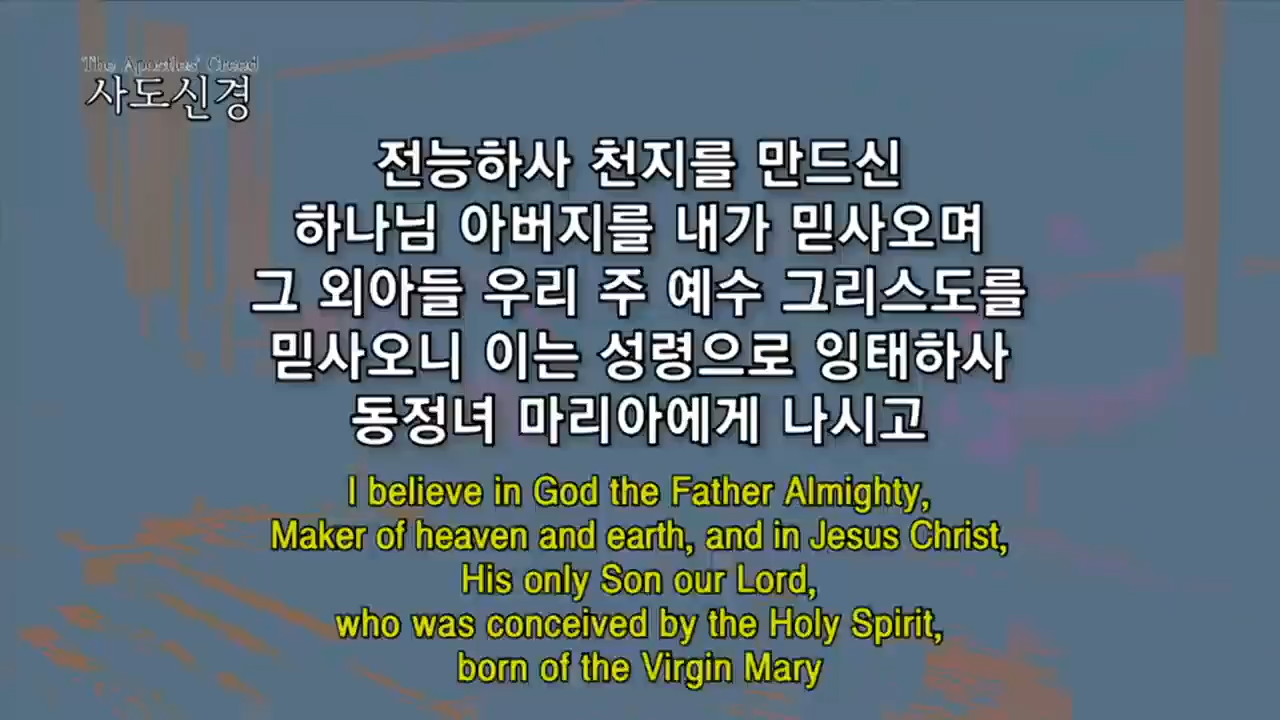 The Apostles' Creed
사도신경
전능하사 천지를 만드신
하나님 아버지를 내가 믿사오며
그 외아들 우리 주 예수 그리스도를
믿사오니 이는 성령으로 잉태하사
동정녀 마리아에게 나시고
I believe in God the Father Almighty,
Maker of heaven and earth, and in Jesus Christ,
His only Son our Lord,
who was conceived by the Holy Spirit,
born of the Virgin Mary